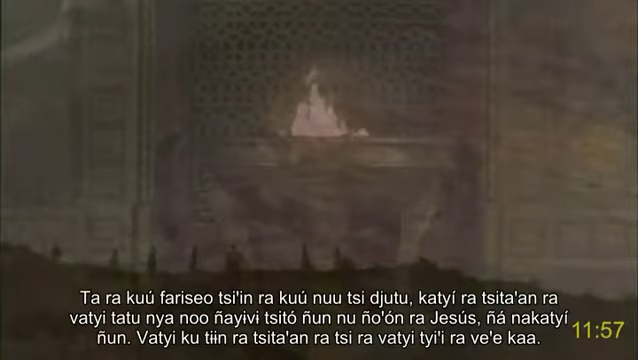 Ta ra kuú fariseo tsi'in ra kuú nuu tsi djutu, katyí ra tsita'an ra
vatyi tatu nya noo ñayɨvɨ tsitó ñun nu ño'ón ra Jesús, ñá nakatyí
ñun. Vatyi ku tɨɨn ra tsita'an ra tsi ra vatyi tyi'i ra ve'e kaa.
11:57